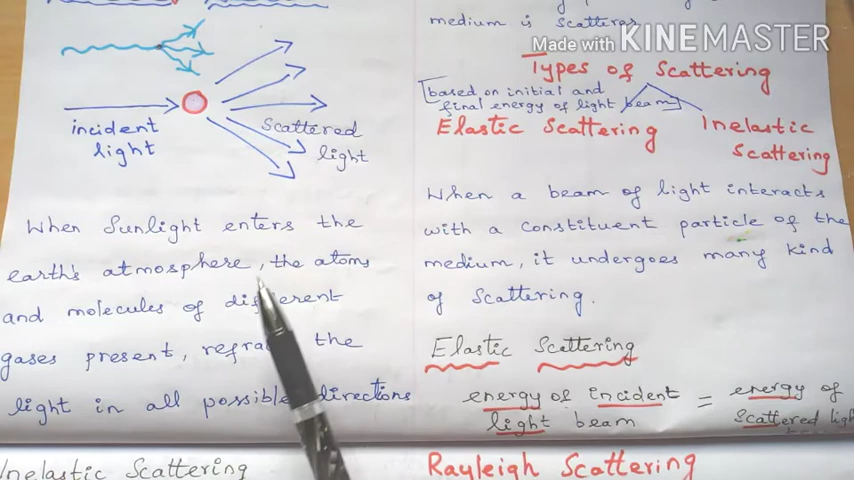 incident
light
Scattered
light
When Sunlight enters the
earth's atmosphere, the atoms
and molecules of different
gases present, refract the
light in all possible directions
Inelastic Scattering
medium is scatterer
Made with KINEMASTER
Types of Scattering
[based on initial and
final energy of light beam]
Elastic Scattering
Inelastic
Scattering
When a beam of light interacts
with a constituent particle of the
medium, it undergoes many kind
of Scattering.
Elastic Scattering
energy of incident
light beam
=
energy of
scattered
Rayleigh Scattering